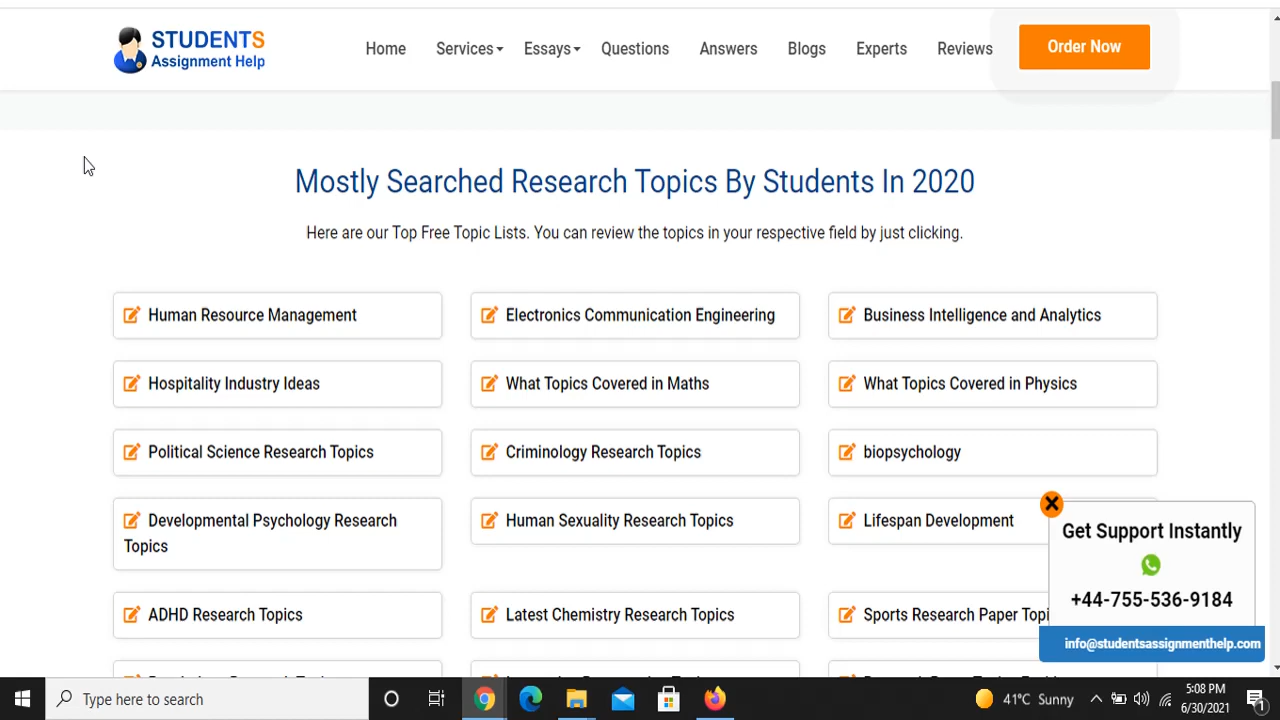 STUDENTS
Assignment Help
Home Services Essays Questions Answers Blogs Experts Reviews Order Now
Mostly Searched Research Topics By Students In 2020
Here are our Top Free Topic Lists. You can review the topics in your respective field by just clicking.
Human Resource Management Electronics Communication Engineering Business Intelligence and Analytics
Hospitality Industry Ideas What Topics Covered in Maths What Topics Covered in Physics
Political Science Research Topics Criminology Research Topics biopsychology
Developmental Psychology Research
Topics
Human Sexuality Research Topics Lifespan Development
Get Support Instantly
+44-755-536-9184
info@studentsassignmenthelp.com
ADHD Research Topics Latest Chemistry Research Topics Sports Research Paper Topi
Type here to search 41°C Sunny 5:08 PM
6/30/2021
1